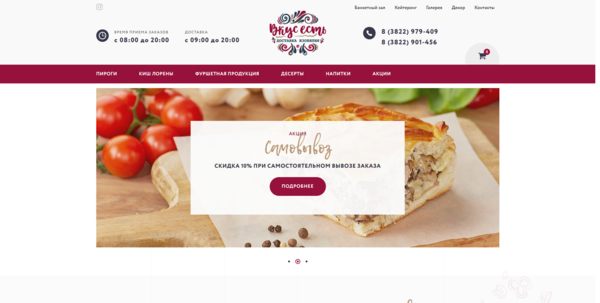 Банкетный зал Кейтеринг Галерея Декор Контакты
ВРЕМЯ ПРИЕМА ЗАКАЗОВ
с 08:00 до 20:00
ДОСТАВКА
с 09:00 до 20:00
Вкус есть
ДОСТАВКА
8 (3822) 979-409
8 (3822) 901-456
ПИРОГИ КИШ ЛОРЕНЫ ФУРШЕТНАЯ ПРОДУКЦИЯ ДЕСЕРТЫ НАПИТКИ АКЦИИ
АКЦИЯ
Самовывоз
СКИДКА 10% ПРИ САМОСТОЯТЕЛЬНОМ ВЫВОЗЕ ЗАКАЗА
ПОДРОБНЕЕ